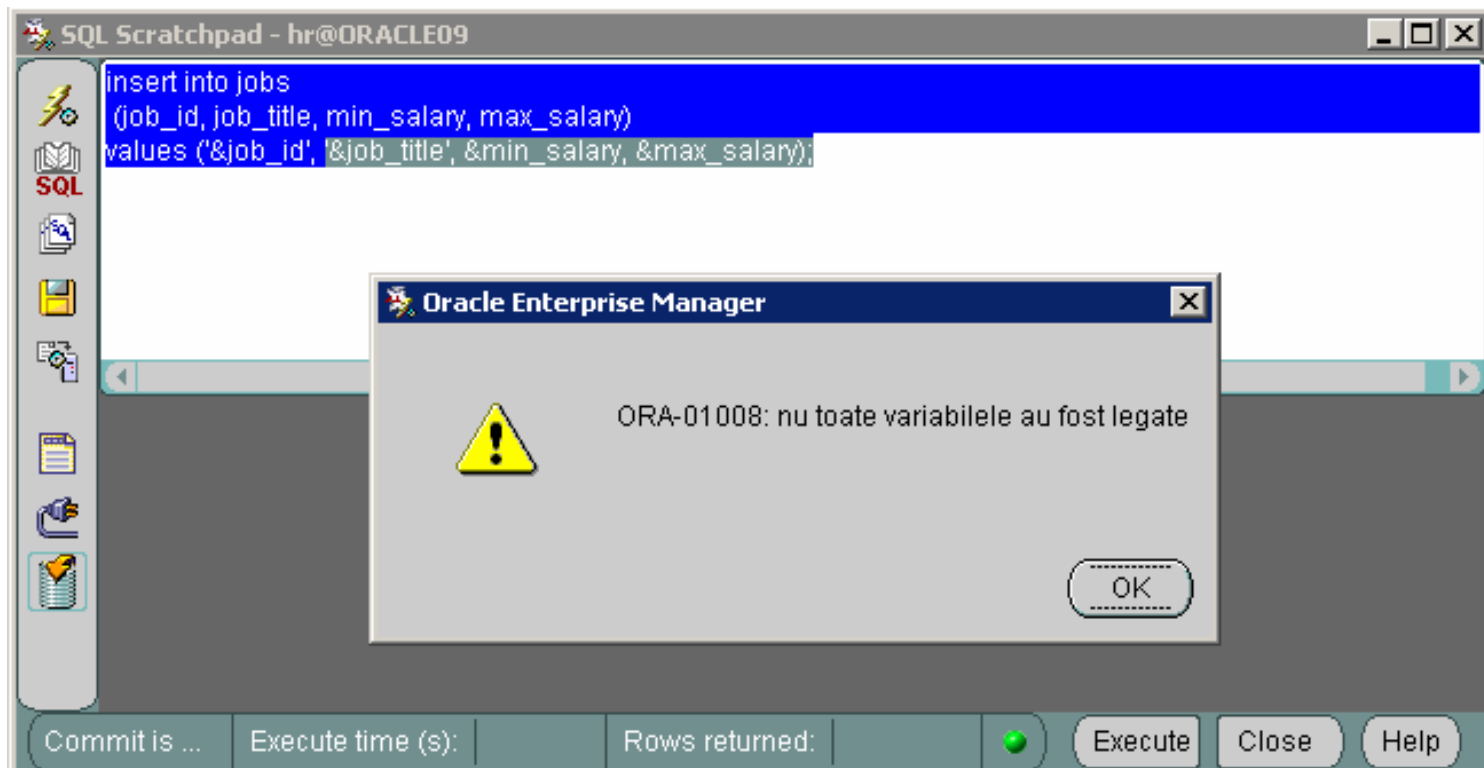 SQL Scratchpad - hr@ORACLE09
insert into jobs
(job_id, job_title, min_salary, max_salary)
values ('&job_id', '&job_title', &min_salary, &max_salary);
SQL
Oracle Enterprise Manager
ORA-01008: nu toate variabilele au fost legate
OK
Commit is ... Execute time (s): Rows returned: Execute Close Help